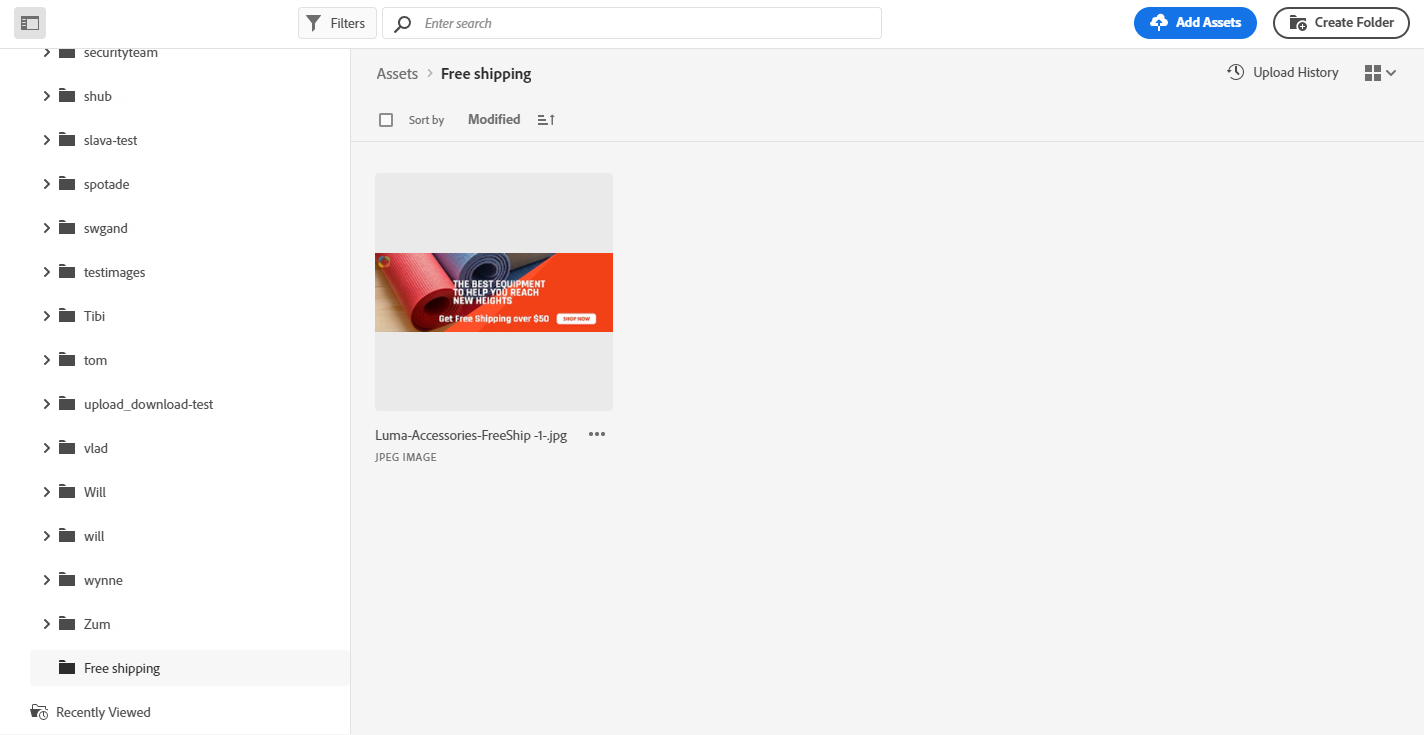 Filters
Enter search
Add Assets
Create Folder
securityteam
shub
slava-test
spotade
swgand
testimages
Tibi
tom
upload_download-test
vlad
Will
will
wynne
Zum
Free shipping
Recently Viewed
Assets > Free shipping
Upload History
Sort by Modified
THE BEST EQUIPMENT
TO HELP YOU REACH
NEW HEIGHTS
Get Free Shipping over $50 SHOP NOW
Luma-Accessories-FreeShip -1-.jpg
JPEG IMAGE